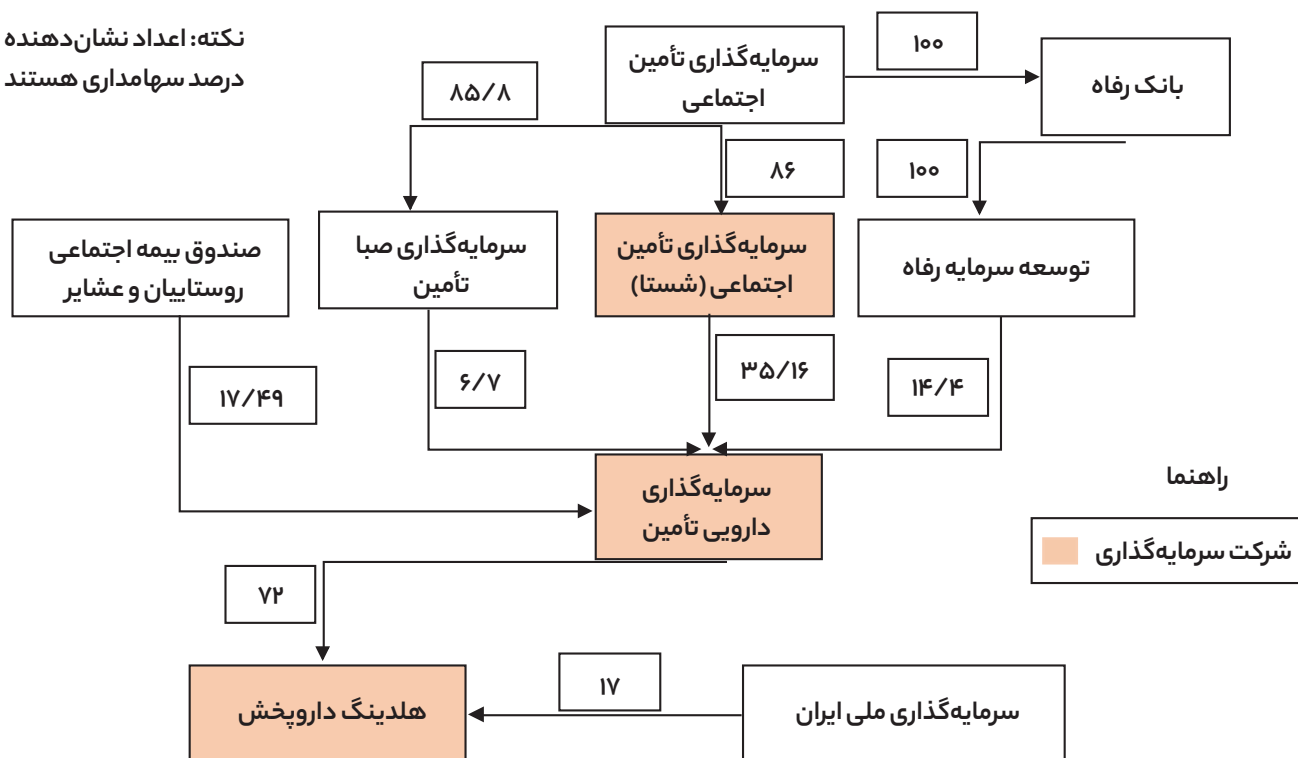 نکته: اعداد نشان‌دهنده
درصد سهامداری هستند
سرمایه‌گذاری تأمین
اجتماعی
۱۰۰
بانک رفاه
۸۵/۸
۸۶
۱۰۰
صندوق بیمه اجتماعی
روستاییان و عشایر
سرمایه‌گذاری صبا
تأمین
سرمایه‌گذاری تأمین
اجتماعی (شستا)
توسعه سرمایه رفاه
۱۷/۴۹
۶/۷
۳۵/۱۶
۱۴/۴
سرمایه‌گذاری
دارویی تأمین
راهنما
شرکت سرمایه‌گذاری
۷۲
هلدینگ داروپخش
۱۷
سرمایه‌گذاری ملی ایران